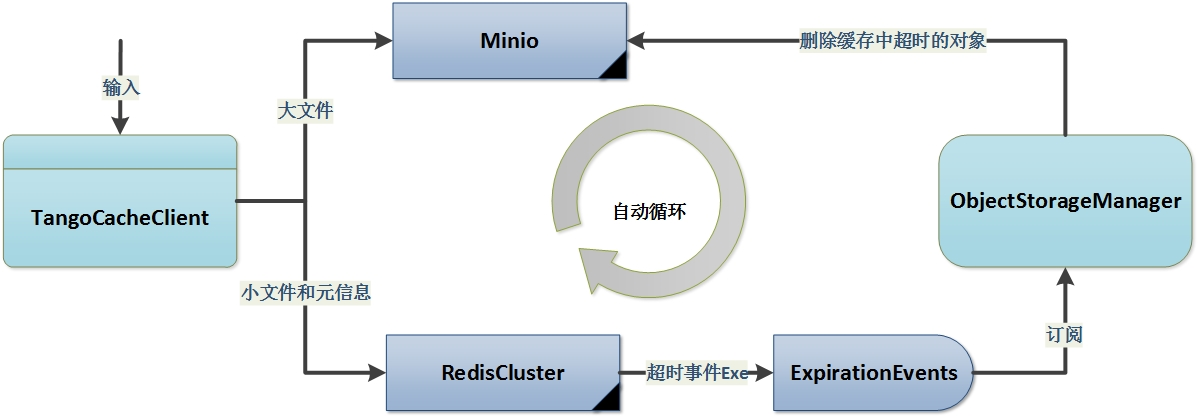 Minio
删除缓存中超时的对象
输入
大文件
TangoCacheClient
自动循环
ObjectStorageManager
小文件和元信息
订阅
RedisCluster
超时事件Exe
ExpirationEvents